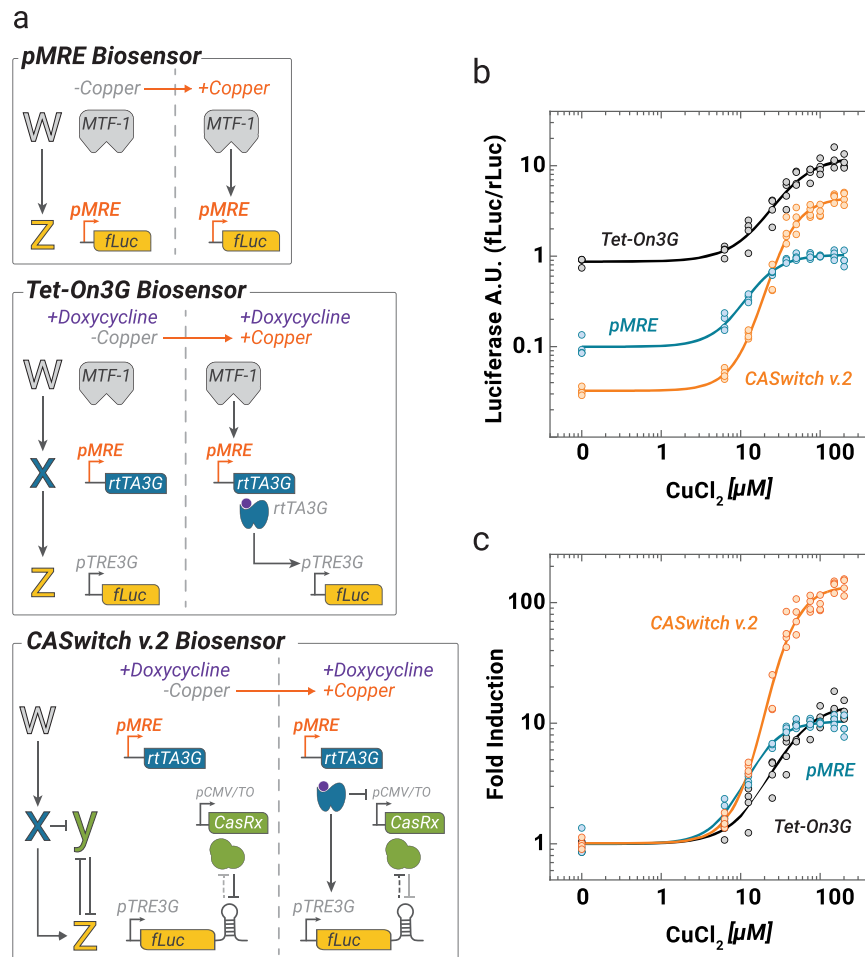 a
pMRE Biosensor
-Copper +Copper
W MTF-1 MTF-1
pMRE pMRE
Z fLuc fLuc
Tet-On3G Biosensor
+Doxycycline +Doxycycline
-Copper +Copper
W MTF-1 MTF-1
pMRE pMRE
X rtTA3G rtTA3G
rtTA3G
pTRE3G pTRE3G
Z fLuc fLuc
CASwitch v.2 Biosensor
+Doxycycline +Doxycycline
-Copper +Copper
W
pMRE pMRE
rtTA3G rtTA3G
pCMV/TO pCMV/TO
X y CasRx CasRx
pTRE3G pTRE3G
Z fLuc fLuc
b
Luciferase A.U. (fLuc/rLuc)
10
1
0.1
Tet-On3G
pMRE
CASwitch v.2
0 1 10 100
CuCl2 [µM]
c
Fold Induction
100
10
1
CASwitch v.2
pMRE
Tet-On3G
0 1 10 100
CuCl2 [µM]